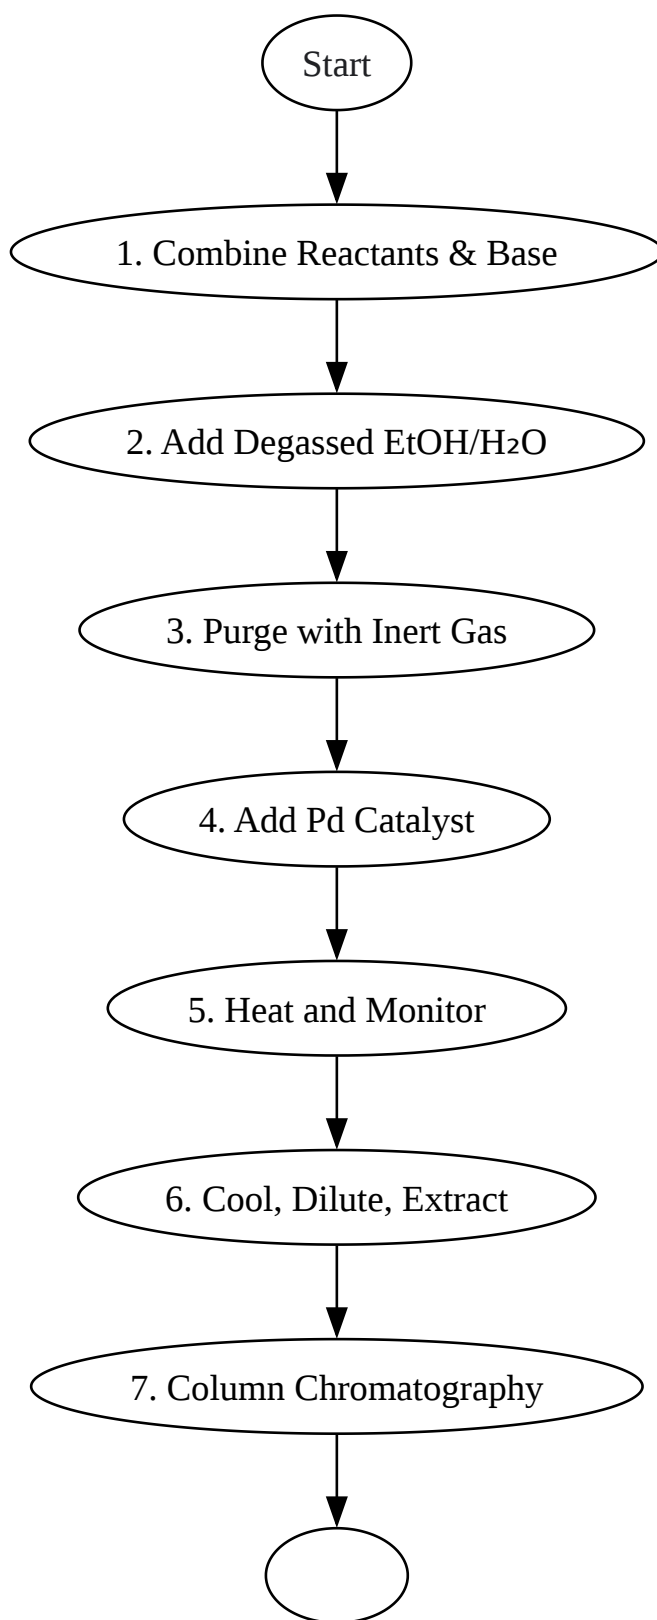 Start
1. Combine Reactants & Base
2. Add Degassed EtOH/H₂O
3. Purge with Inert Gas
4. Add Pd Catalyst
5. Heat and Monitor
6. Cool, Dilute, Extract
7. Column Chromatography